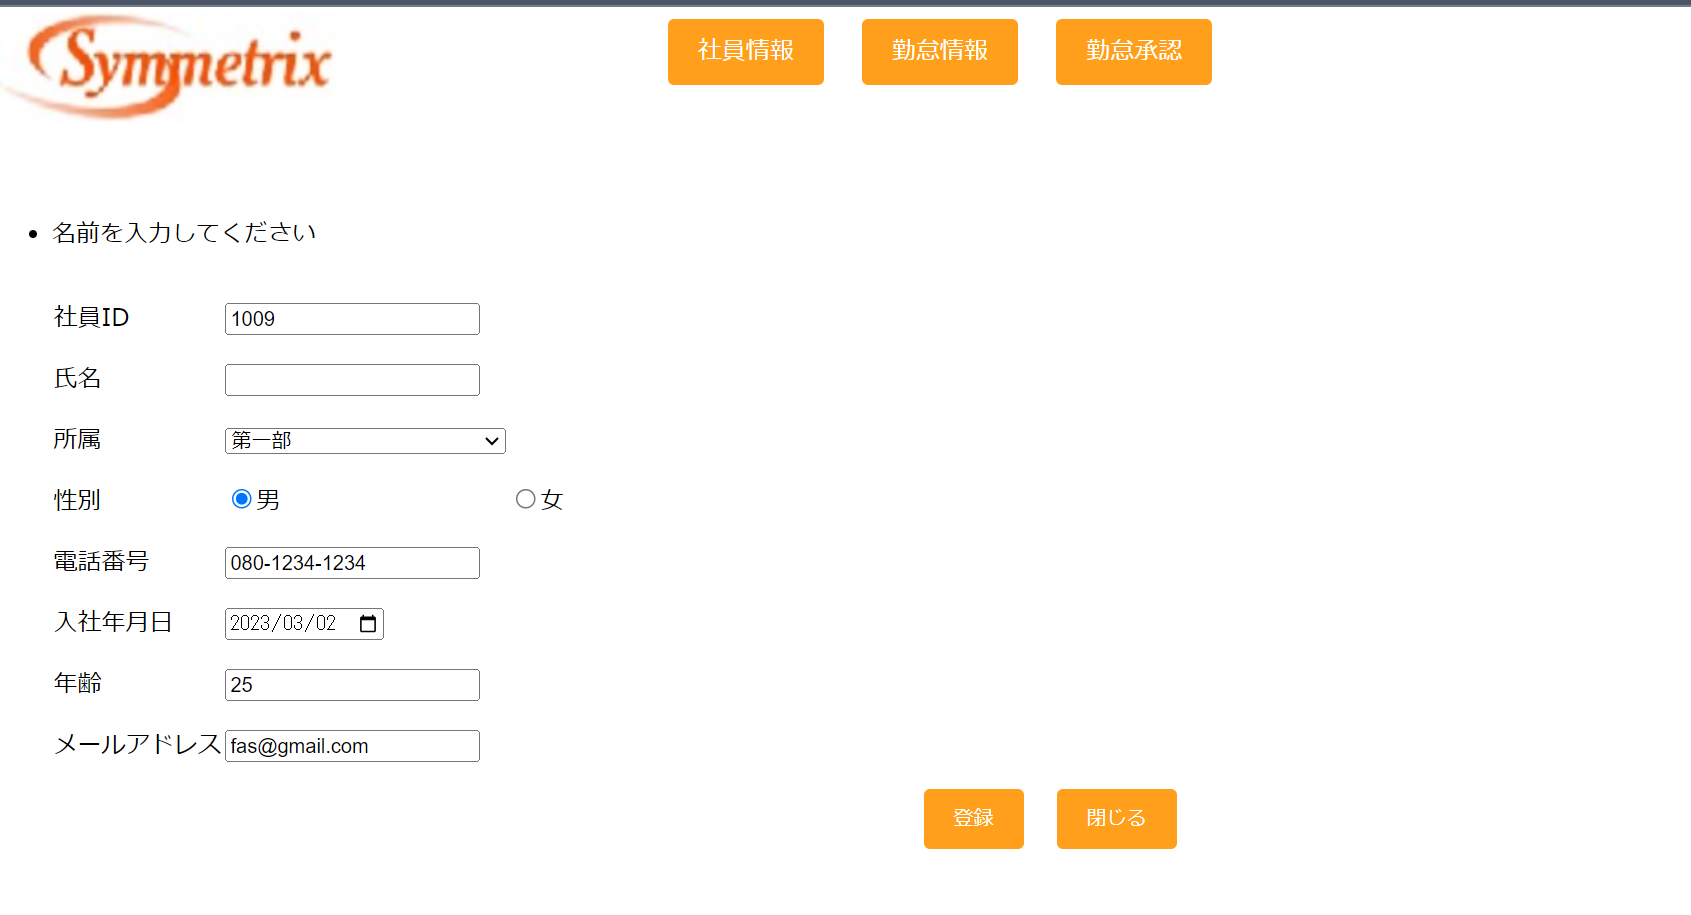 Symmetrix
社員情報 勤怠情報 勤怠承認
名前を入力してください
社員ID 1009
氏名
所属 第一部
性別 男 女
電話番号 080-1234-1234
入社年月日 2023/03/02
年齢 25
メールアドレス fas@gmail.com
登録 閉じる